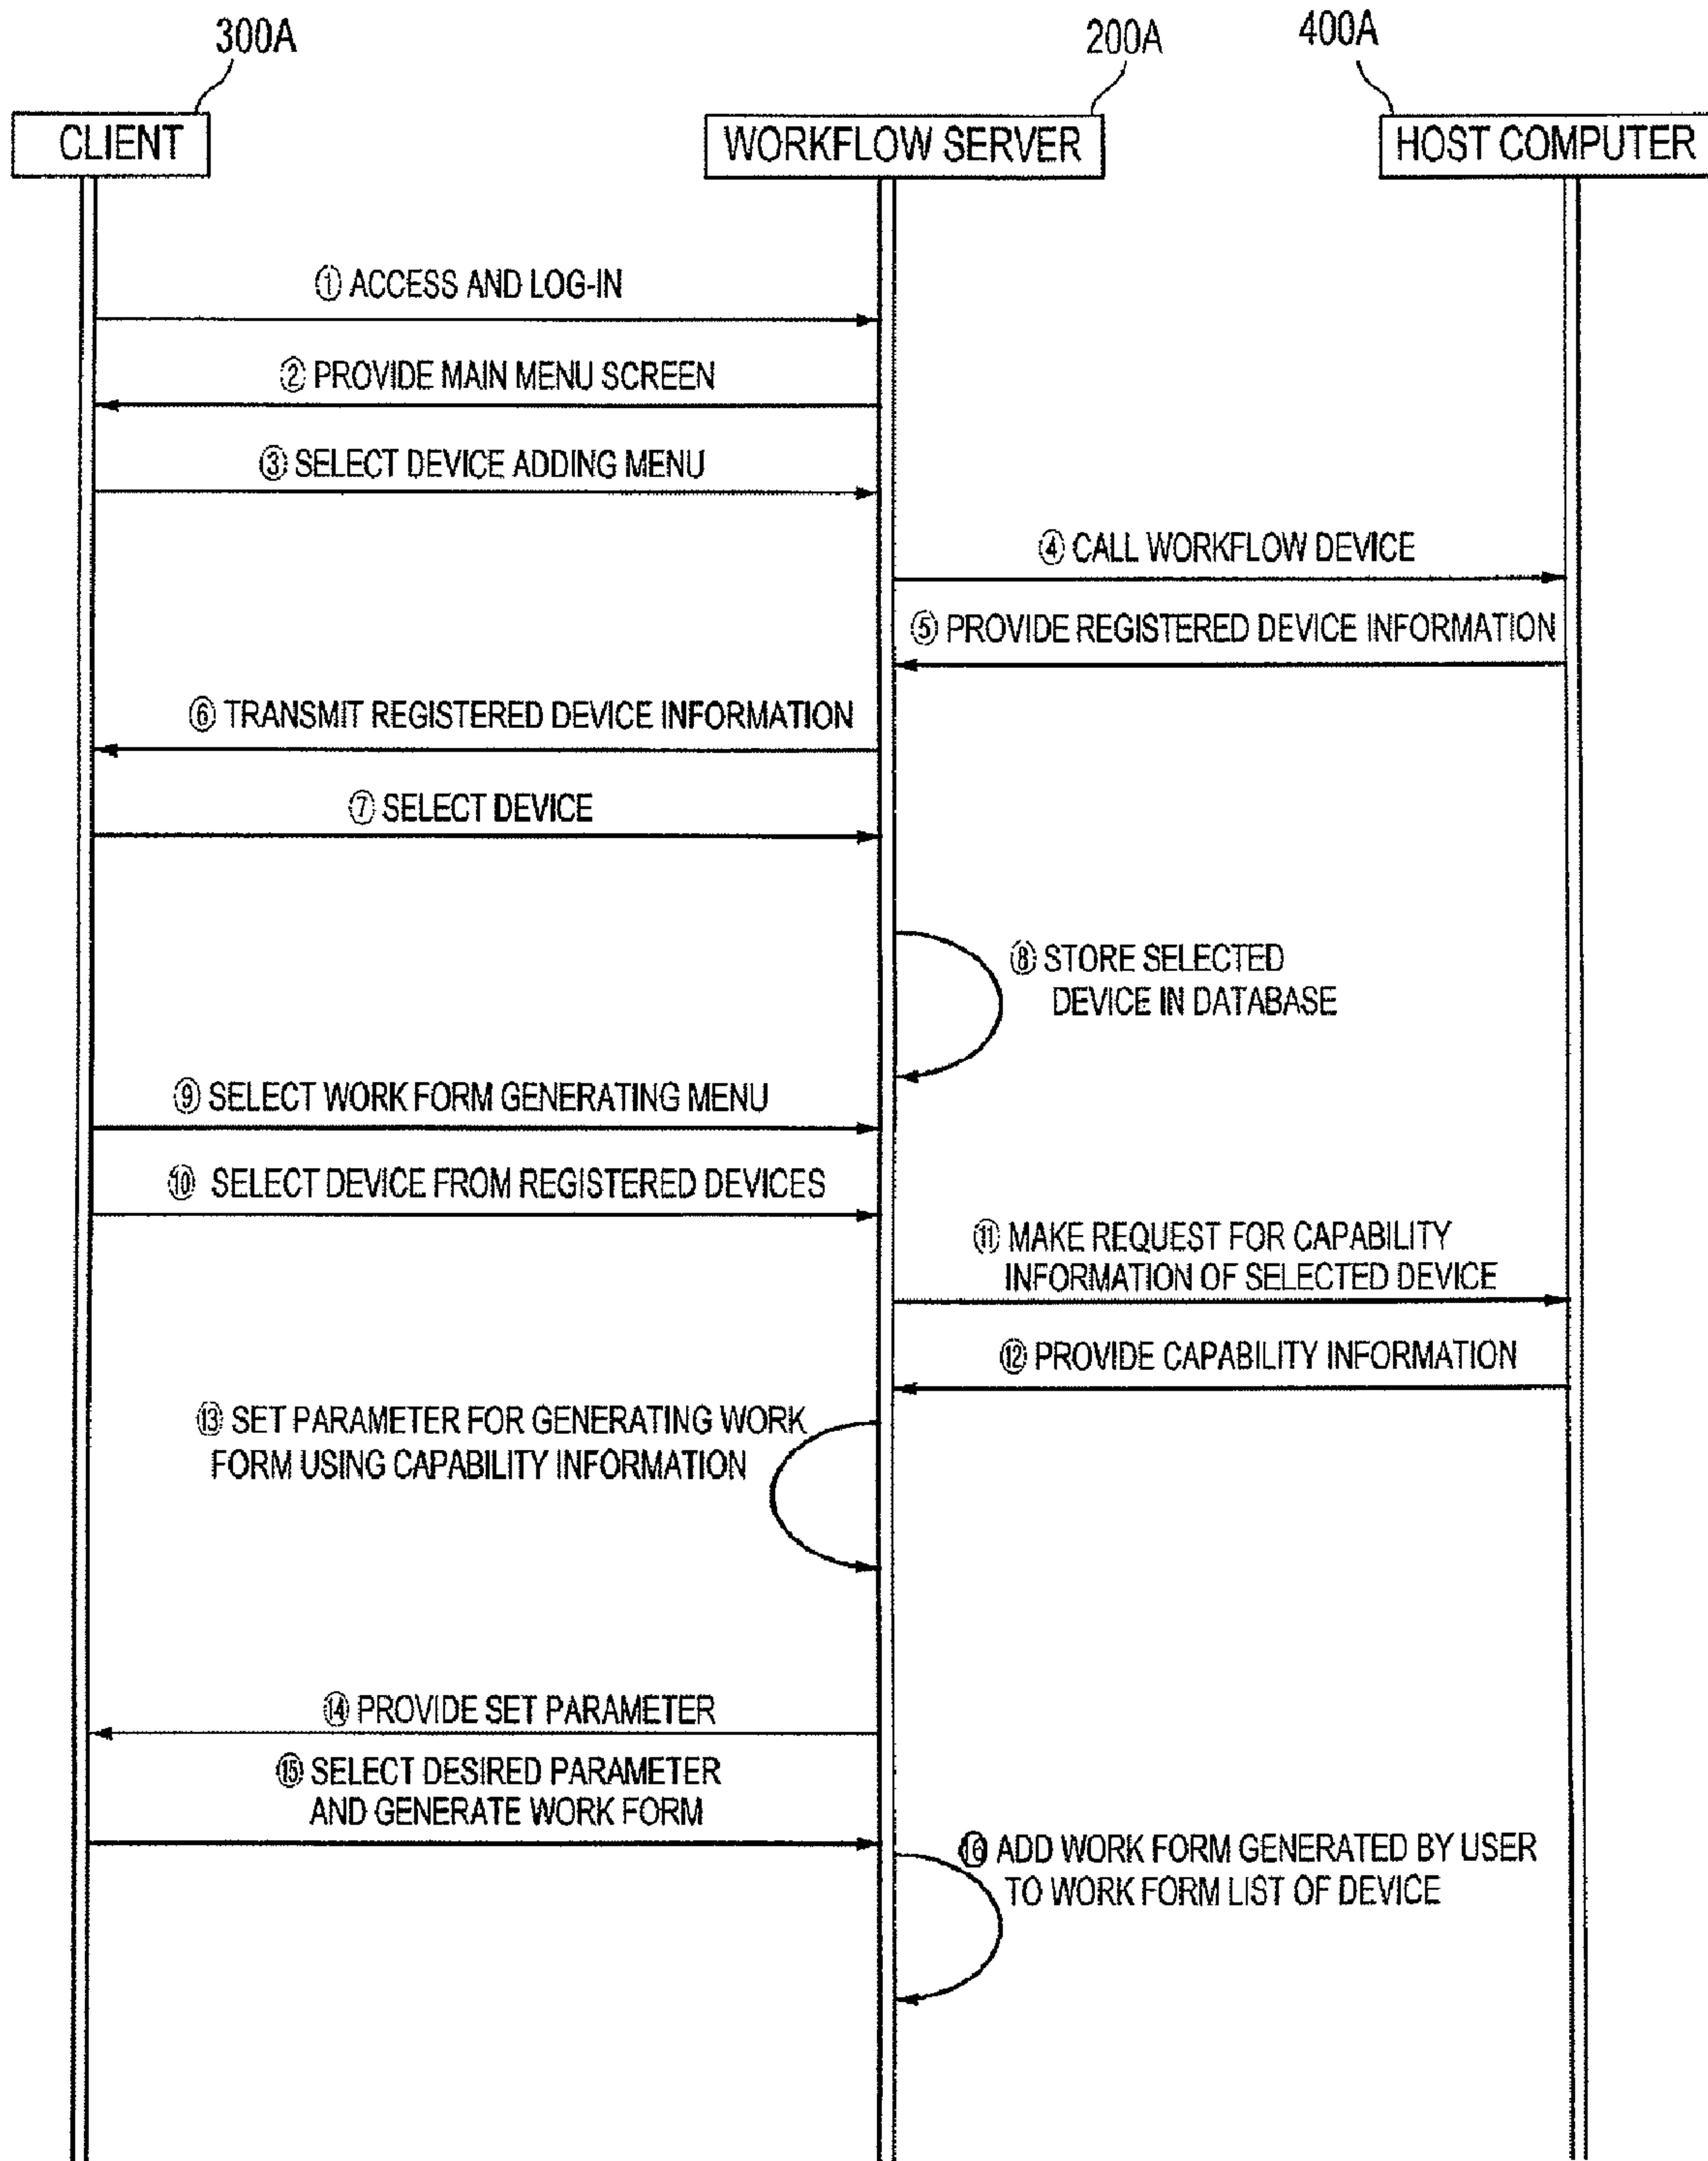 300A
200A
400A
CLIENT
WORKFLOW SERVER
HOST COMPUTER
① ACCESS AND LOG-IN
② PROVIDE MAIN MENU SCREEN
③ SELECT DEVICE ADDING MENU
④ CALL WORKFLOW DEVICE
⑤ PROVIDE REGISTERED DEVICE INFORMATION
⑥ TRANSMIT REGISTERED DEVICE INFORMATION
⑦ SELECT DEVICE
⑧ STORE SELECTED
DEVICE IN DATABASE
⑨ SELECT WORK FORM GENERATING MENU
⑩ SELECT DEVICE FROM REGISTERED DEVICES
⑪ MAKE REQUEST FOR CAPABILITY
INFORMATION OF SELECTED DEVICE
⑫ PROVIDE CAPABILITY INFORMATION
⑬ SET PARAMETER FOR GENERATING WORK
FORM USING CAPABILITY INFORMATION
⑭ PROVIDE SET PARAMETER
⑮ SELECT DESIRED PARAMETER
AND GENERATE WORK FORM
⑯ ADD WORK FORM GENERATED BY USER
TO WORK FORM LIST OF DEVICE